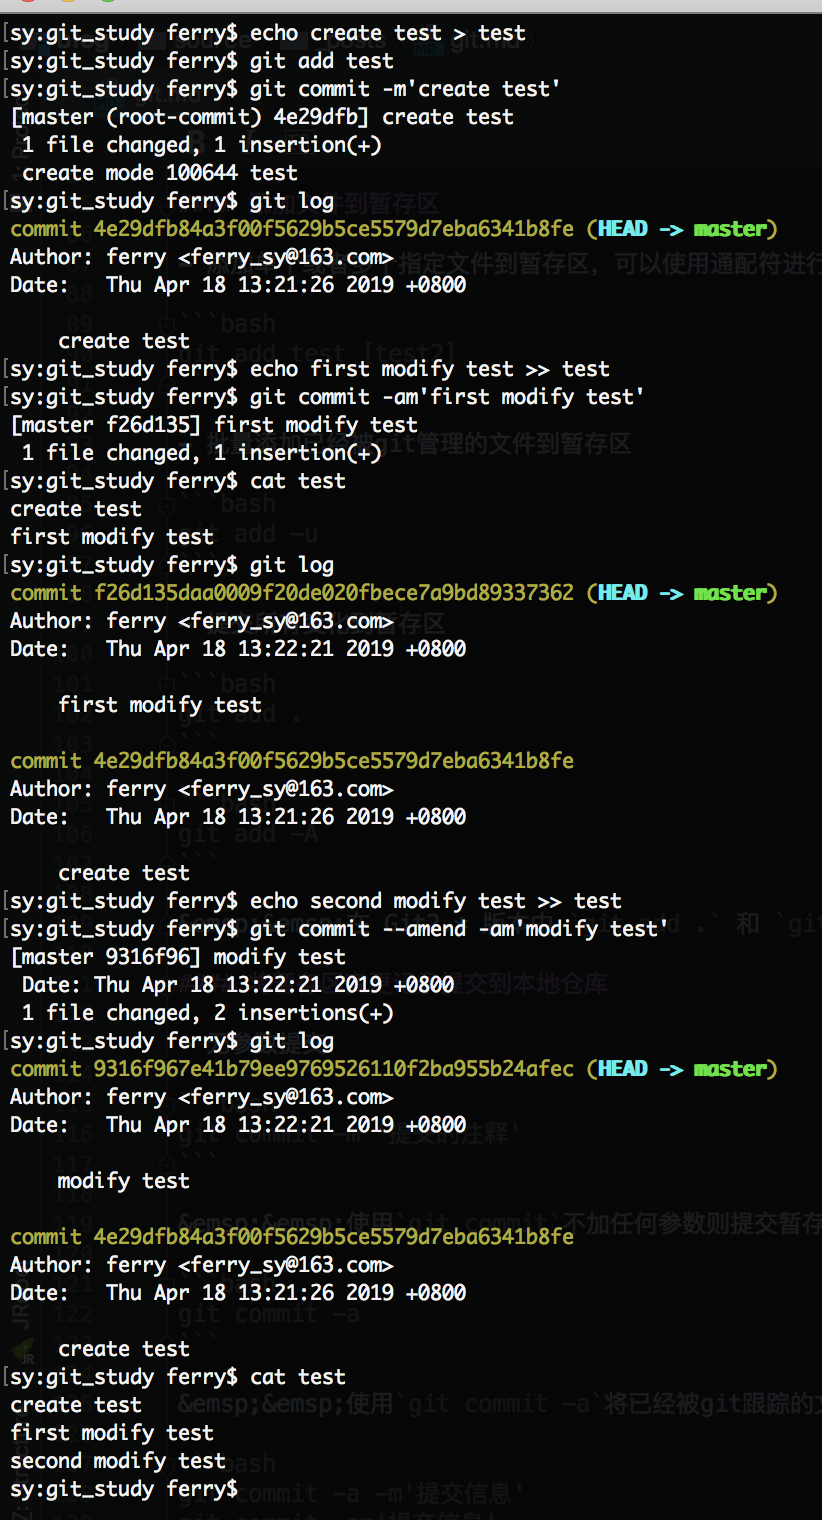 [sy:git_study ferry$ echo create test > test
[sy:git_study ferry$ git add test
[sy:git_study ferry$ git commit -m'create test'
[master (root-commit) 4e29dfb] create test
 1 file changed, 1 insertion(+)
 create mode 100644 test
[sy:git_study ferry$ git log
commit 4e29dfb84a3f00f5629b5ce5579d7eba6341b8fe (HEAD -> master)
Author: ferry <ferry_sy@163.com>
Date:   Thu Apr 18 13:21:26 2019 +0800
    create test
[sy:git_study ferry$ echo first modify test >> test
[sy:git_study ferry$ git commit -am'first modify test'
[master f26d135] first modify test
 1 file changed, 1 insertion(+)
[sy:git_study ferry$ cat test
create test
first modify test
[sy:git_study ferry$ git log
commit f26d135daa0009f20de020fbece7a9bd89337362 (HEAD -> master)
Author: ferry <ferry_sy@163.com>
Date:   Thu Apr 18 13:22:21 2019 +0800
    first modify test
commit 4e29dfb84a3f00f5629b5ce5579d7eba6341b8fe
Author: ferry <ferry_sy@163.com>
Date:   Thu Apr 18 13:21:26 2019 +0800
    create test
[sy:git_study ferry$ echo second modify test >> test
[sy:git_study ferry$ git commit --amend -am'modify test'
[master 9316f96] modify test
 Date: Thu Apr 18 13:22:21 2019 +0800
 1 file changed, 2 insertions(+)
[sy:git_study ferry$ git log
commit 9316f967e41b79ee9769526110f2ba955b24afec (HEAD -> master)
Author: ferry <ferry_sy@163.com>
Date:   Thu Apr 18 13:22:21 2019 +0800
    modify test
commit 4e29dfb84a3f00f5629b5ce5579d7eba6341b8fe
Author: ferry <ferry_sy@163.com>
Date:   Thu Apr 18 13:21:26 2019 +0800
    create test
[sy:git_study ferry$ cat test
create test
first modify test
second modify test
sy:git_study ferry$